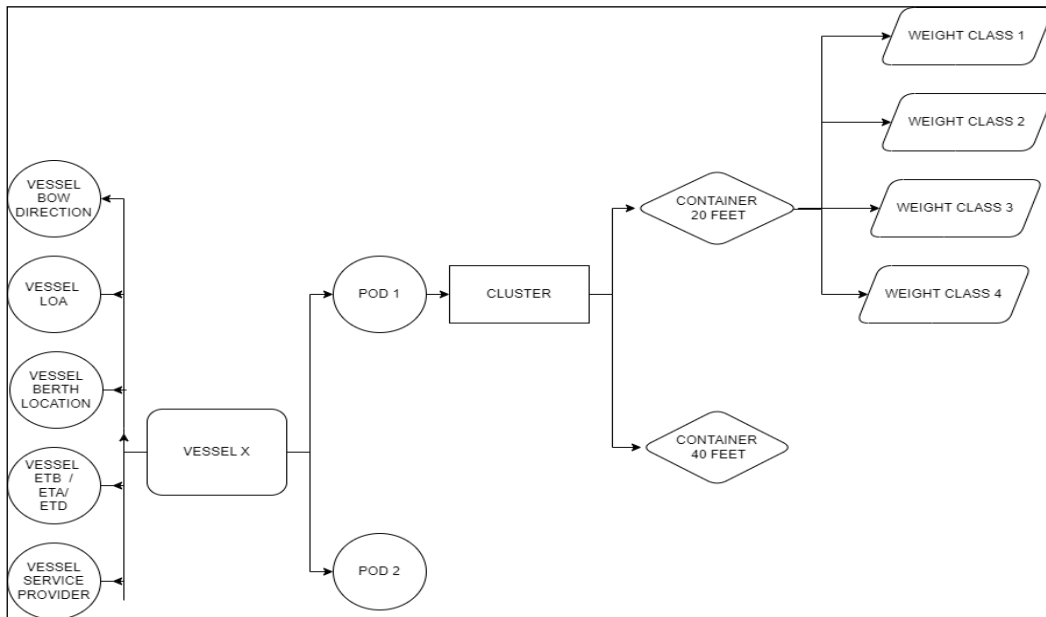 WEIGHT CLASS 1
WEIGHT CLASS 2
WEIGHT CLASS 3
WEIGHT CLASS 4
VESSEL
BOW
DIRECTION
VESSEL
LOA
VESSEL
BERTH
LOCATION
VESSEL
ETB /
ETA/
ETD
VESSEL
SERVICE
PROVIDER
VESSEL X
POD 1
POD 2
CLUSTER
CONTAINER
20 FEET
CONTAINER
40 FEET